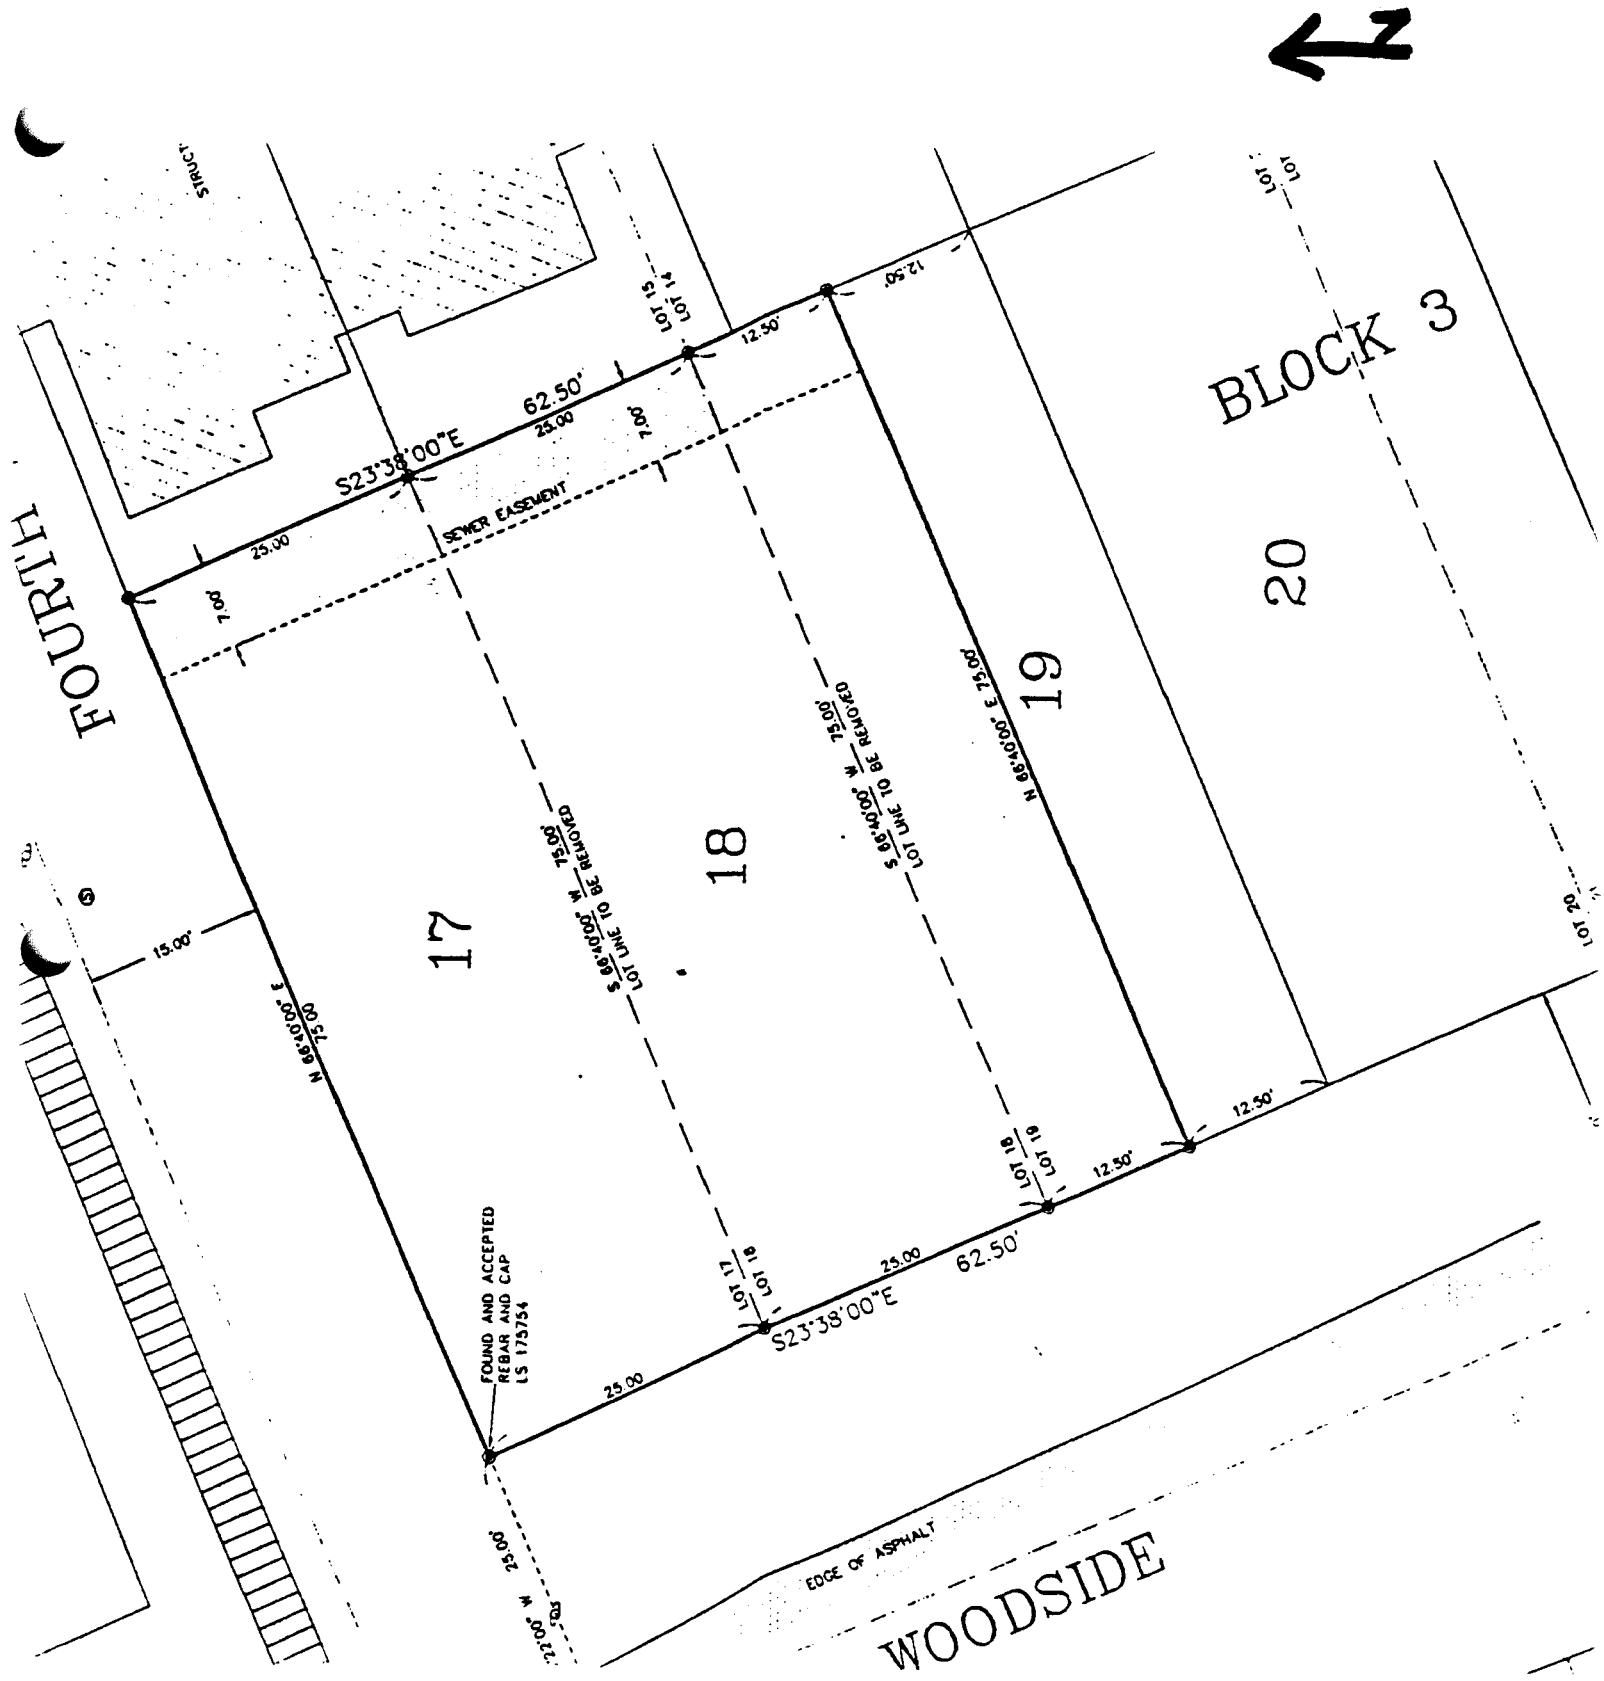 N
STRUCT.
LOT
LOT
LOT 15
LOT 14
12.50'
12.50'
BLOCK 3
62.50'
25.00
7.00'
S23°38'00"E
SEWER EASEMENT
25.00
7.00'
FOURTH
20
19
N 66°40'00" E 75.00'
S 66°40'00" W 75.00'
LOT LINE TO BE REMOVED
18
S 66°40'00" W 75.00'
LOT LINE TO BE REMOVED
17
S
15.00'
N 66°40'00" E
75.00
LOT 20
12.50'
LOT 18
LOT 19
12.50'
FOUND AND ACCEPTED
REBAR AND CAP
LS 175754
LOT 17
LOT 18
25.00
62.50'
S23°38'00"E
25.00
25.00'
22'00" W
EDGE OF ASPHALT
WOODSIDE